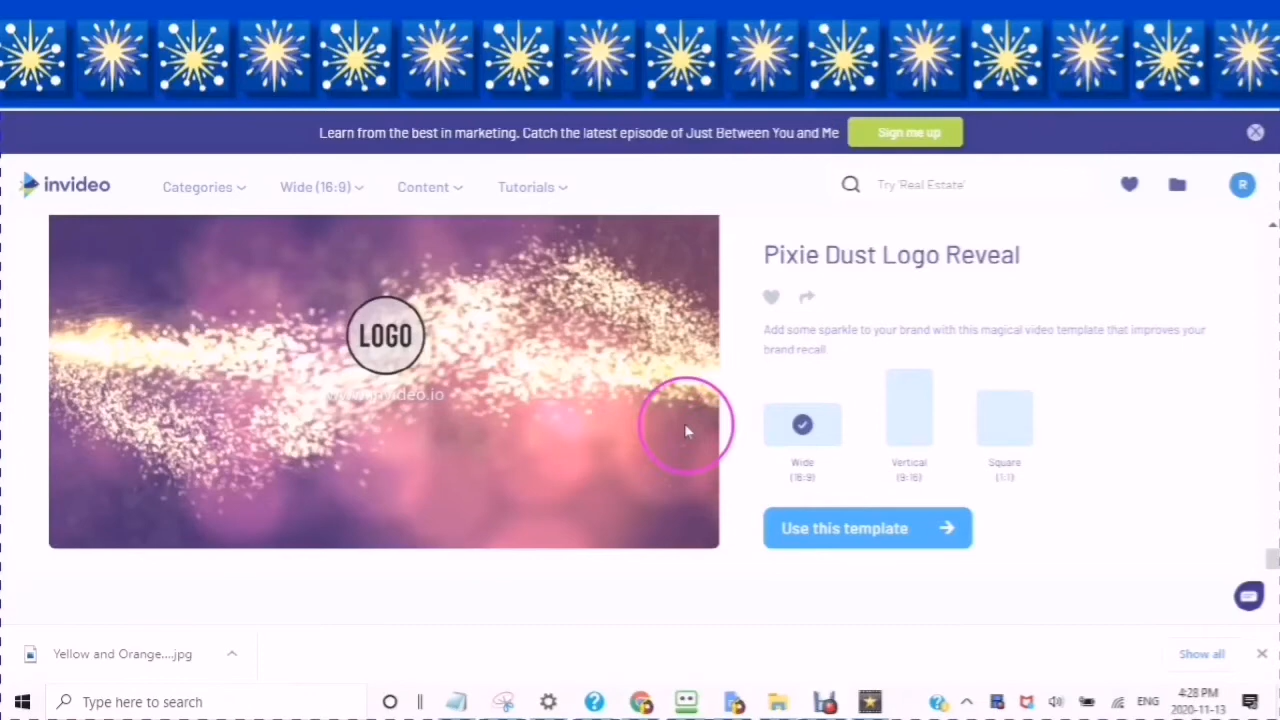 Learn from the best in marketing. Catch the latest episode of Just Between You and Me
Sign me up
invideo
Categories
Wide (16:9)
Content
Tutorials
Try 'Real Estate'
R
LOGO
www.invideo.io
Pixie Dust Logo Reveal
Add some sparkle to your brand with this magical video template that improves your
brand recall
Wide
(16:9)
Vertical
(9:16)
Square
(1:1)
Use this template
Yellow and Orange....jpg
Show all
Type here to search
ENG
4:28 PM
2020-11-13